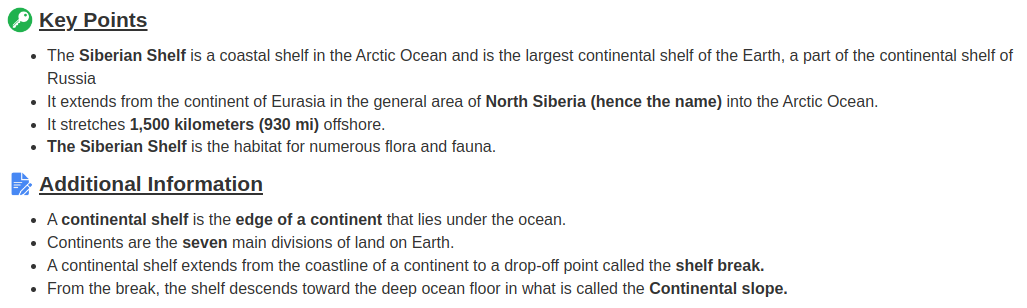 Key Points
The Siberian Shelf is a coastal shelf in the Arctic Ocean and is the largest continental shelf of the Earth, a part of the continental shelf of
Russia
It extends from the continent of Eurasia in the general area of North Siberia (hence the name) into the Arctic Ocean.
It stretches 1,500 kilometers (930 mi) offshore.
The Siberian Shelf is the habitat for numerous flora and fauna.
Additional Information
A continental shelf is the edge of a continent that lies under the ocean.
Continents are the seven main divisions of land on Earth.
A continental shelf extends from the coastline of a continent to a drop-off point called the shelf break.
From the break, the shelf descends toward the deep ocean floor in what is called the Continental slope.